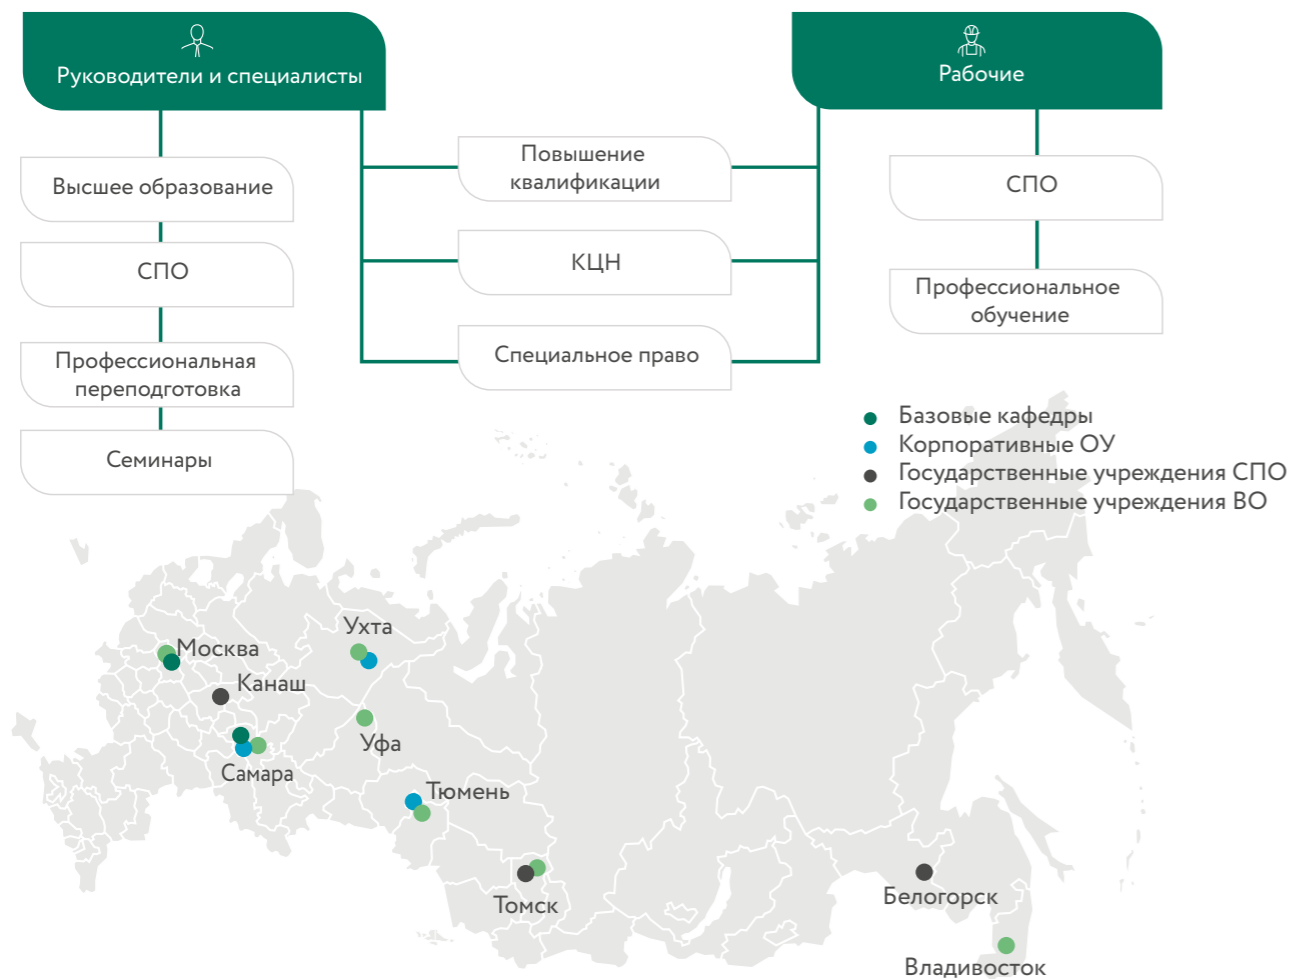 Руководители и специалисты
Рабочие
Высшее образование
СПО
Профессиональная
переподготовка
Семинары
Повышение
квалификации
КЦН
Специальное право
СПО
Профессиональное
обучение
Базовые кафедры
Корпоративные ОУ
Государственные учреждения СПО
Государственные учреждения ВО
Ухта
Москва
Канаш
Уфа
Самара
Тюмень
Томск
Белогорск
Владивосток